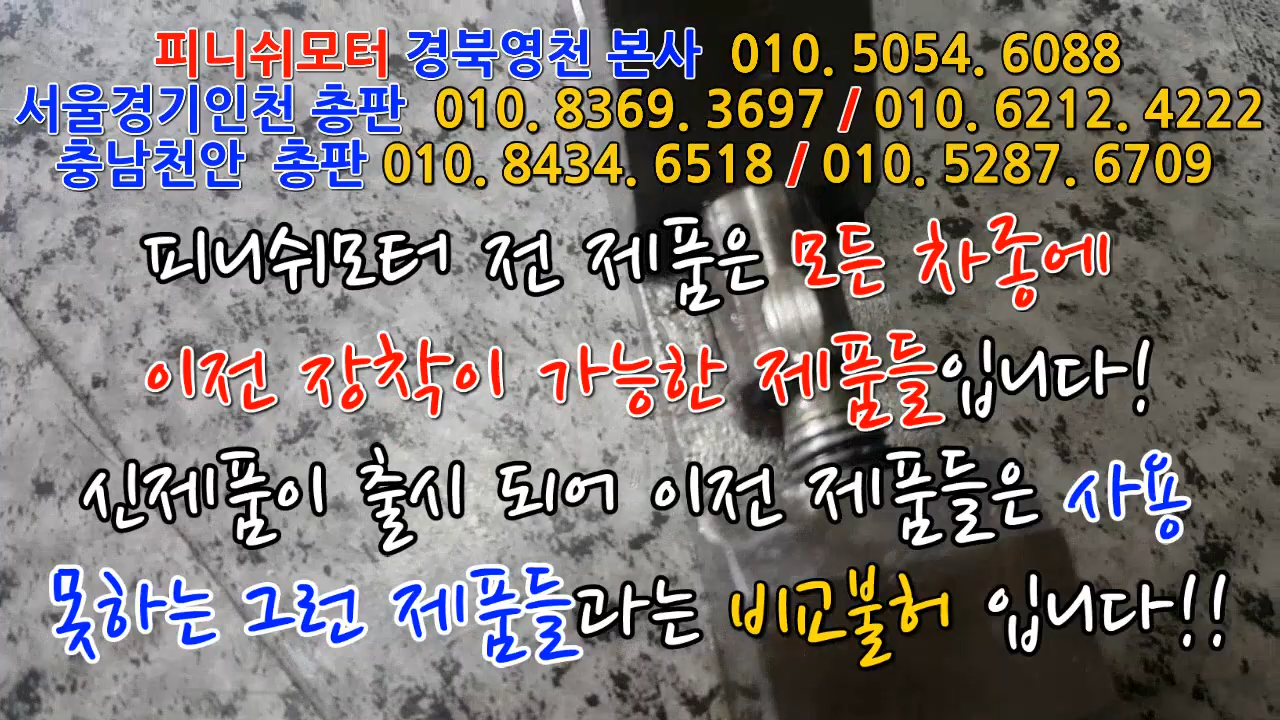 피니쉬모터 경북영천 본사 010. 5054. 6088
서울경기인천 총판 010. 8369. 3697 / 010. 6212. 4222
충남천안 총판 010. 8434. 6518 / 010. 5287. 6709
피니쉬모터 전 제품은 모든 차종에
이전 장착이 가능한 제품들입니다!
신제품이 출시 되어 이전 제품들은 사용
못하는 그런 제품들과는 비교불허 입니다!!